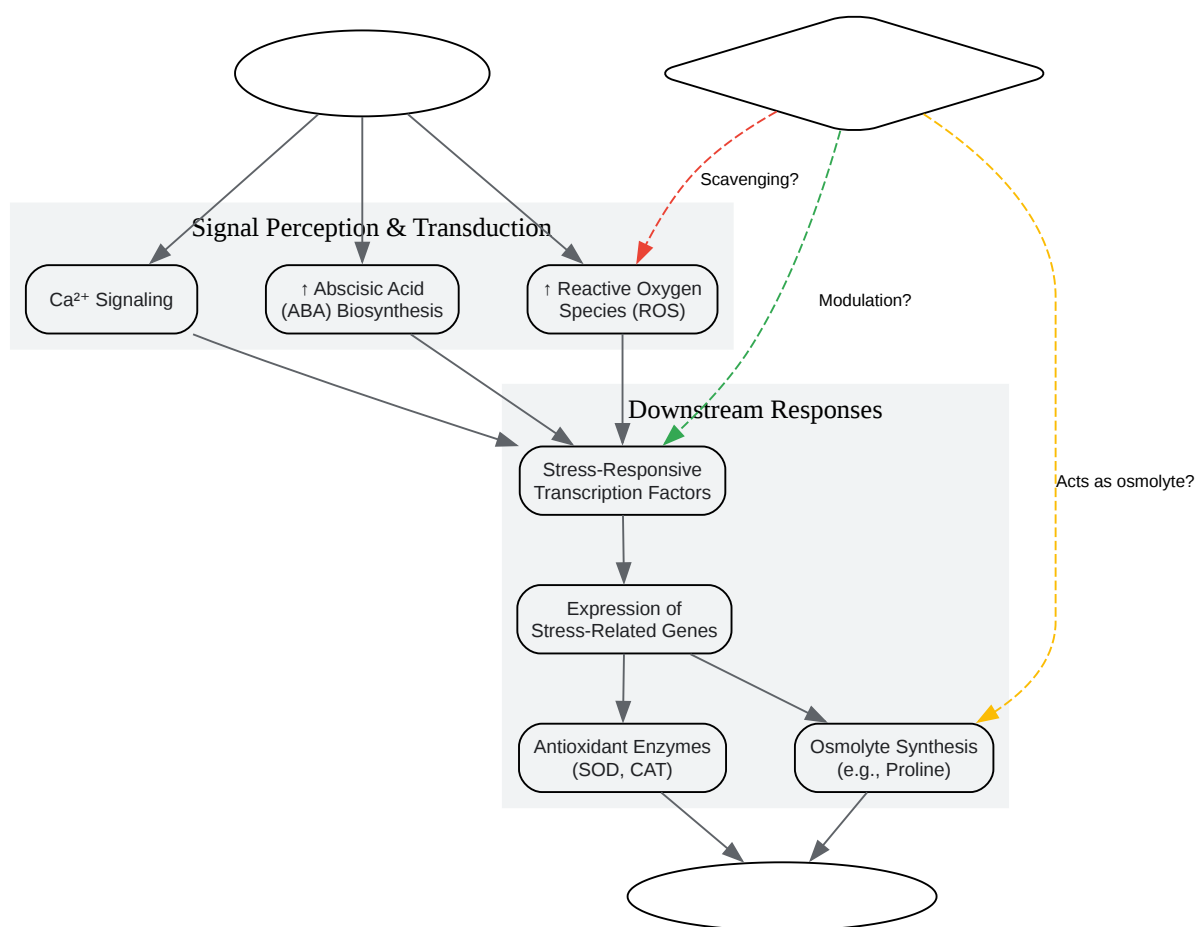 Scavenging?
Signal Perception & Transduction
Ca²⁺ Signaling
↑ Abscisic Acid
(ABA) Biosynthesis
↑ Reactive Oxygen
Species (ROS)
Modulation?
Downstream Responses
Stress-Responsive
Transcription Factors
Acts as osmolyte?
Expression of
Stress-Related Genes
Antioxidant Enzymes
(SOD, CAT)
Osmolyte Synthesis
(e.g., Proline)